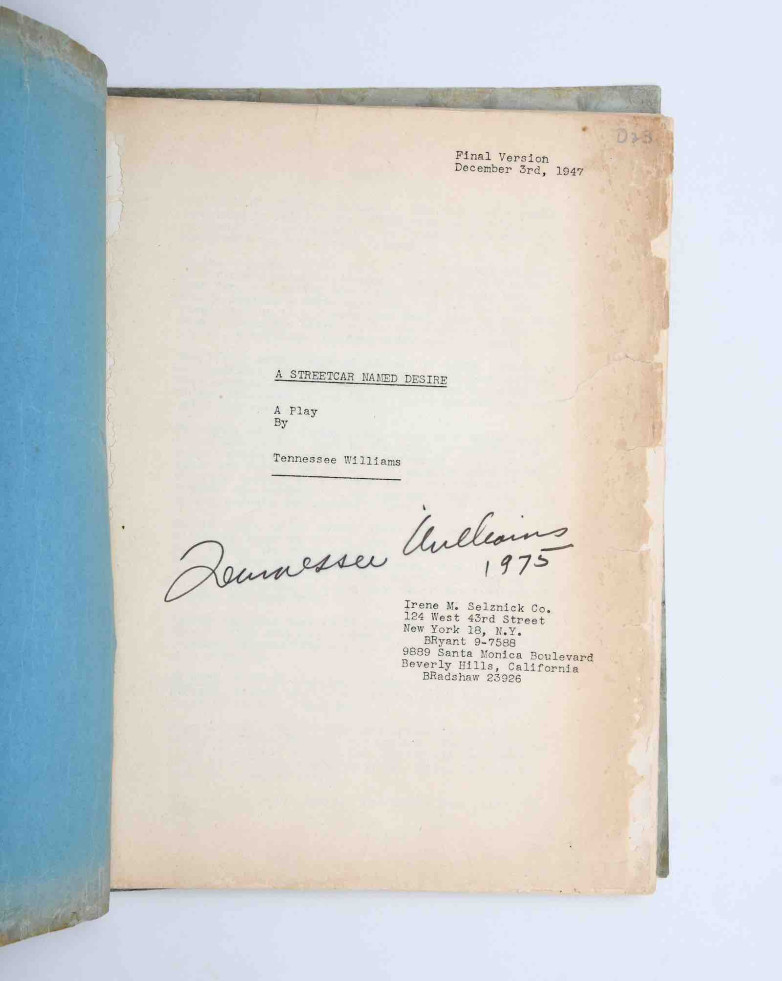 D23
Final Version
December 3rd, 1947
A STREETCAR NAMED DESIRE
A Play
By
Tennessee Williams
Tennessee Williams
1975
Irene M. Selznick Co.
124 West 43rd Street
New York 18, N.Y.
BRyant 9-7588
9889 Santa Monica Boulevard
Beverly Hills, California
BRadshaw 23926